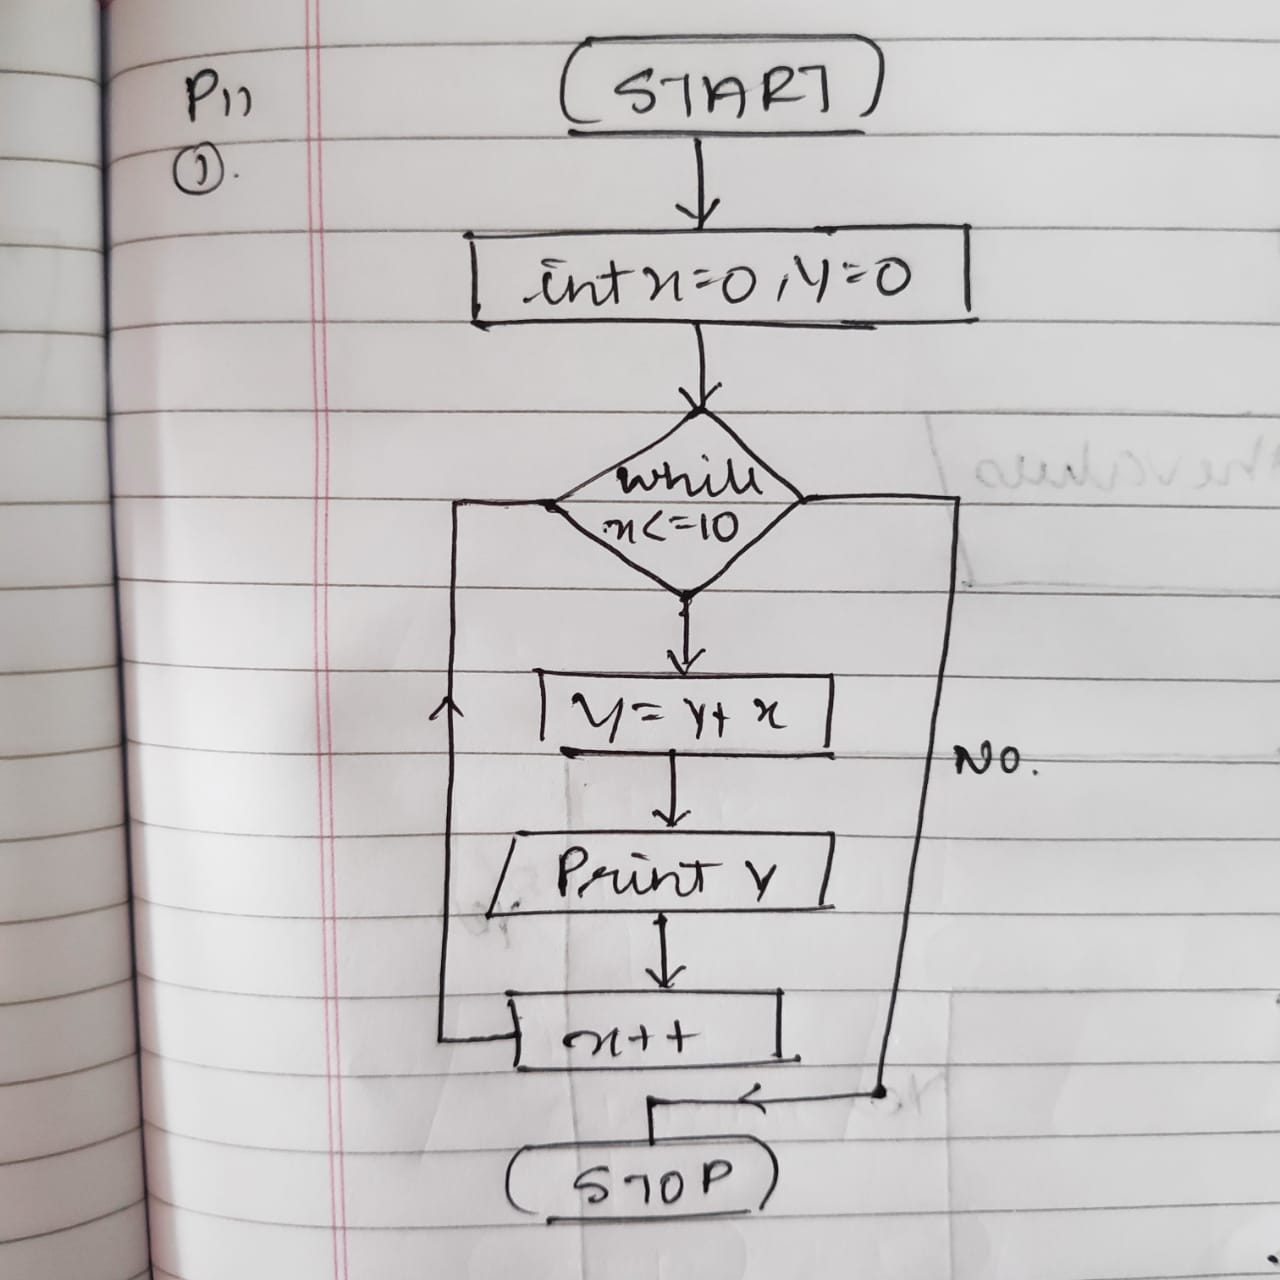 P11
①.
START
int x=0, y=0
while
x<=10
y= y+ x
NO.
Print y
x++
STOP